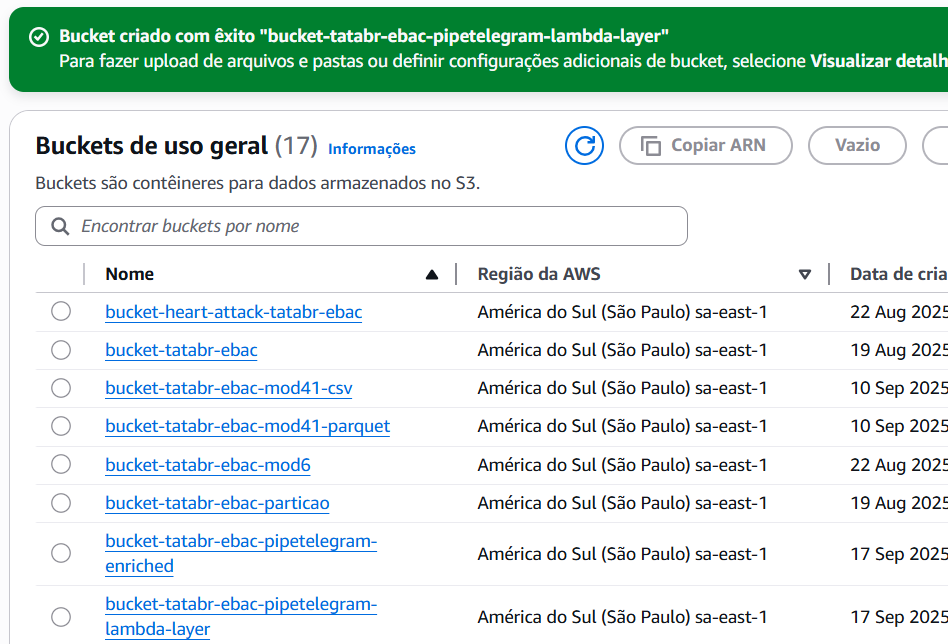 Bucket criado com êxito "bucket-tatabr-ebac-pipetelegram-lambda-layer"
Para fazer upload de arquivos e pastas ou definir configurações adicionais de bucket, selecione Visualizar detalh
Buckets de uso geral (17) Informações
Copiar ARN
Vazio
Buckets são contêineres para dados armazenados no S3.
Encontrar buckets por nome
Nome Região da AWS Data de cria
bucket-heart-attack-tatabr-ebac América do Sul (São Paulo) sa-east-1 22 Aug 2025
bucket-tatabr-ebac América do Sul (São Paulo) sa-east-1 19 Aug 2025
bucket-tatabr-ebac-mod41-csv América do Sul (São Paulo) sa-east-1 10 Sep 2025
bucket-tatabr-ebac-mod41-parquet América do Sul (São Paulo) sa-east-1 10 Sep 2025
bucket-tatabr-ebac-mod6 América do Sul (São Paulo) sa-east-1 22 Aug 2025
bucket-tatabr-ebac-particao América do Sul (São Paulo) sa-east-1 19 Aug 2025
bucket-tatabr-ebac-pipetelegram-
enriched América do Sul (São Paulo) sa-east-1 17 Sep 2025
bucket-tatabr-ebac-pipetelegram-
lambda-layer América do Sul (São Paulo) sa-east-1 17 Sep 2025